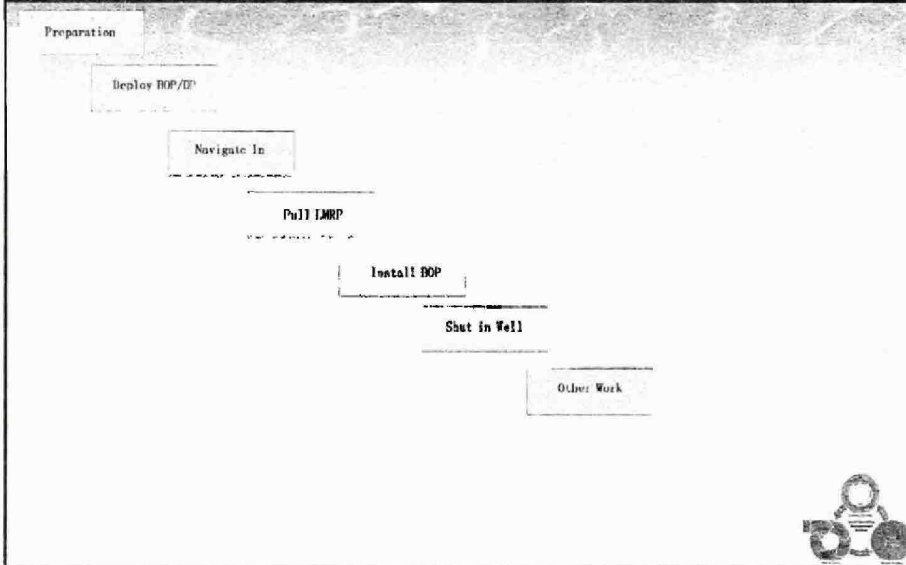 Preparation
Deploy BOP/DP
Navigate In
Pull LMRP
Install BOP
Shut in Well
Other Work